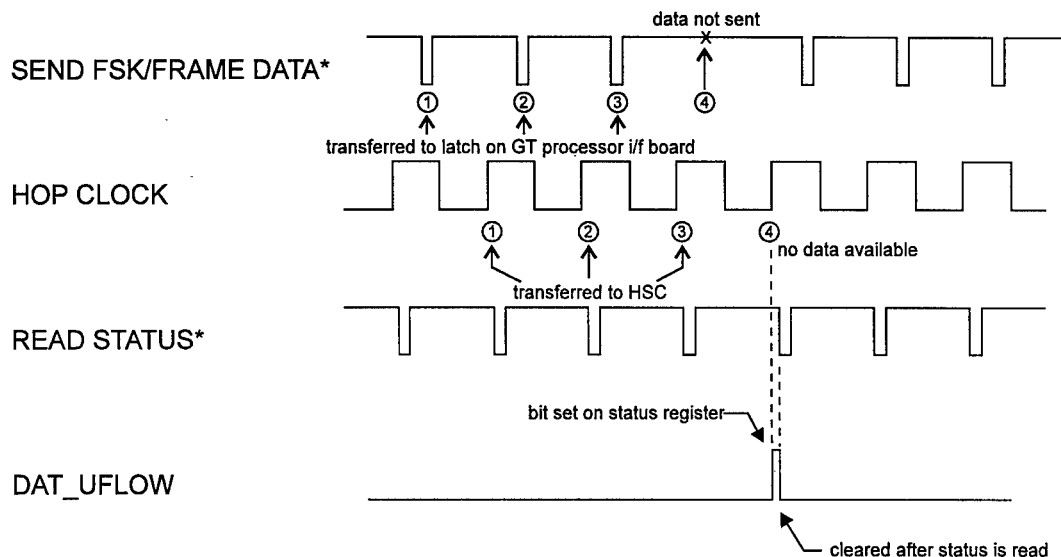 data not sent
x
SEND FSK/FRAME DATA*
1 2 3 4
transferred to latch on GT processor i/f board
HOP CLOCK
1 2 3 4
no data available
transferred to HSC
READ STATUS*
bit set on status register
DAT_UFLOW
cleared after status is read